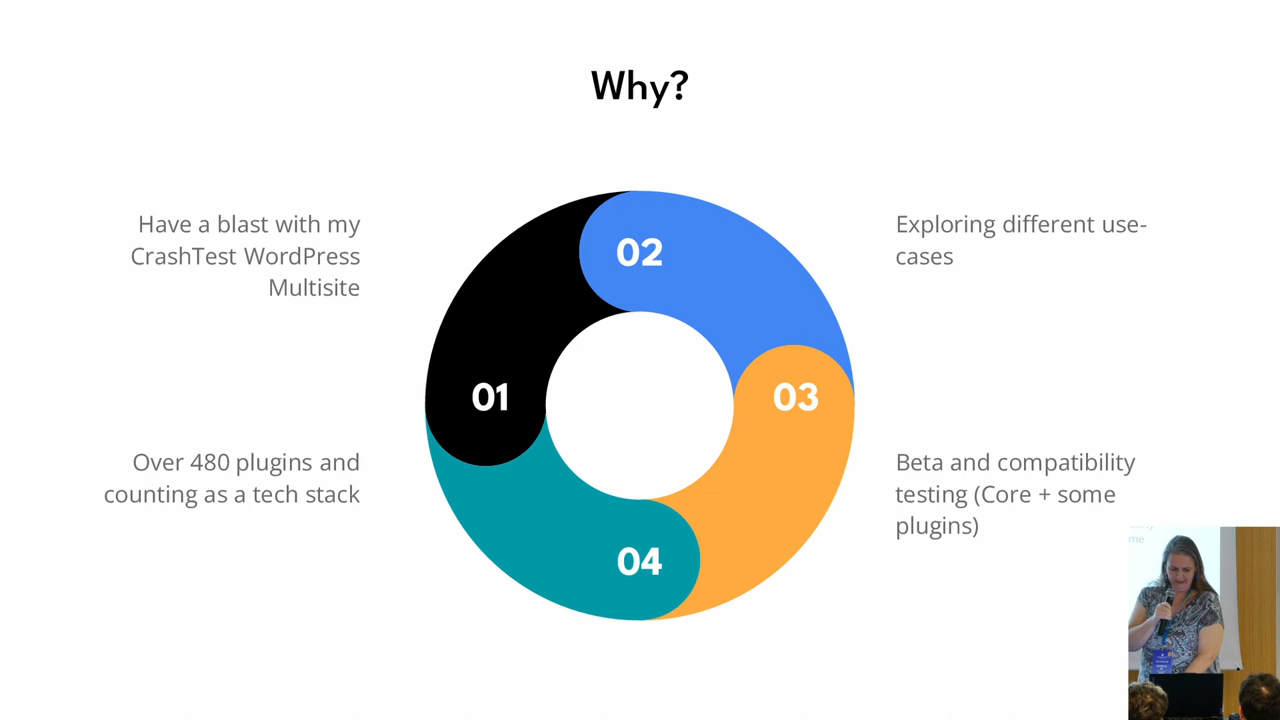 Why?
Have a blast with my
CrashTest WordPress
Multisite
Exploring different use-
cases
02
01
03
Over 480 plugins and
counting as a tech stack
Beta and compatibility
testing (Core + some
plugins)
04
me